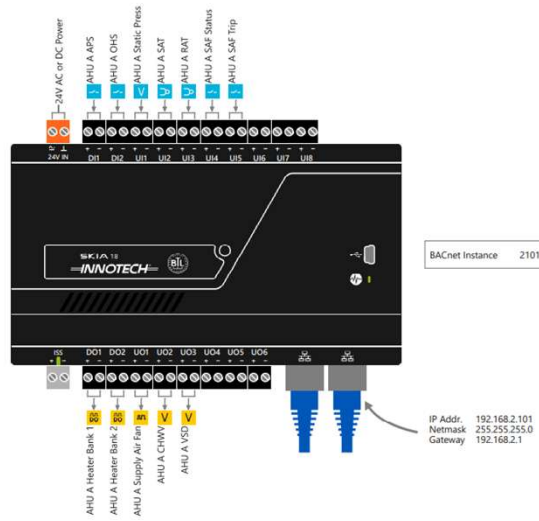 24V AC or DC Power
AHU A APS
AHU A OHS
AHU A Static Press
AHU A SAT
AHU A RAT
AHU A SAF Status
AHU A SAF Trip
24V IN
+ - + - + - + - + - + - + - + - + - + -
DI1 DI2 UI1 UI2 UI3 UI4 UI5 UI6 UI7 UI8
SKIA 18
INNOTECH
BTL
BACnet Instance 2101
ISS DO1 DO2 UO1 UO2 UO3 UO4 UO5 UO6
+ - + - + - + - + - + - + - + - + -
AHU A Heater Bank 1
AHU A Heater Bank 2
AHU A Supply Air Fan
AHU A CHWV
AHU A VSD
IP Addr. 192.168.2.101
Netmask 255.255.255.0
Gateway 192.168.2.1